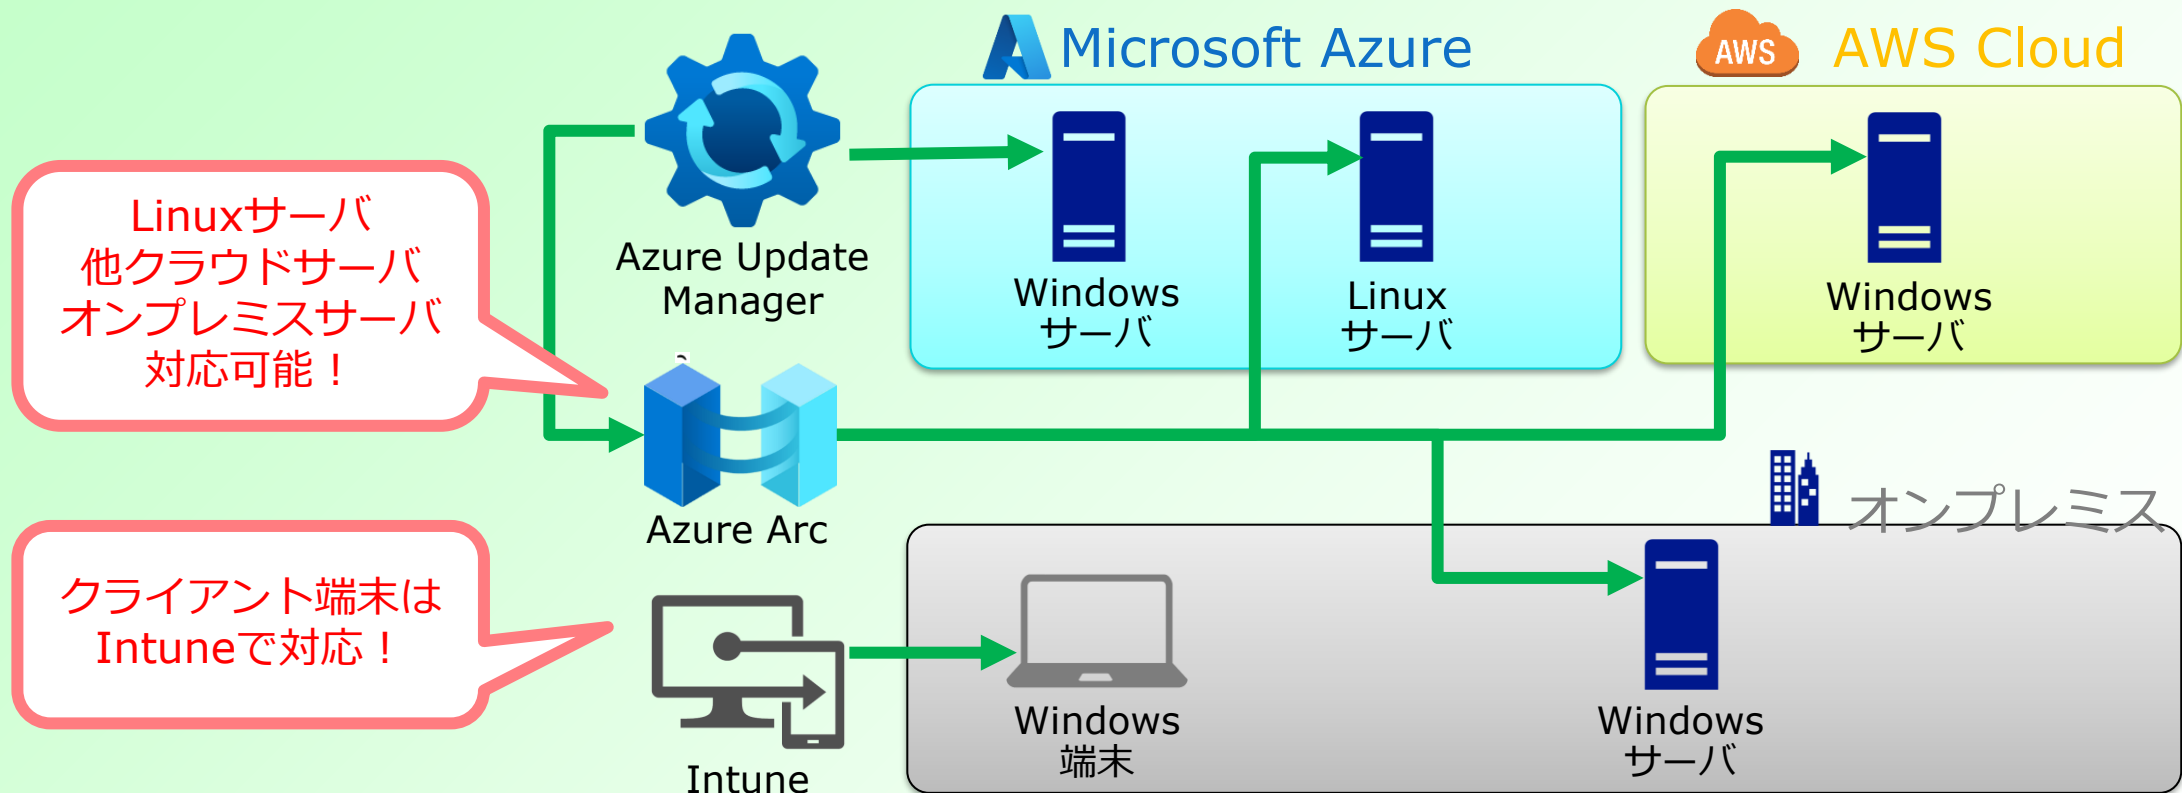 Microsoft Azure
AWS
AWS Cloud
Linuxサーバ
他クラウドサーバ
オンプレミスサーバ
対応可能！
Azure Update
Manager
Windows
サーバ
Linux
サーバ
Windows
サーバ
Azure Arc
オンプレミス
クライアント端末は
Intuneで対応！
Intune
Windows
端末
Windows
サーバ